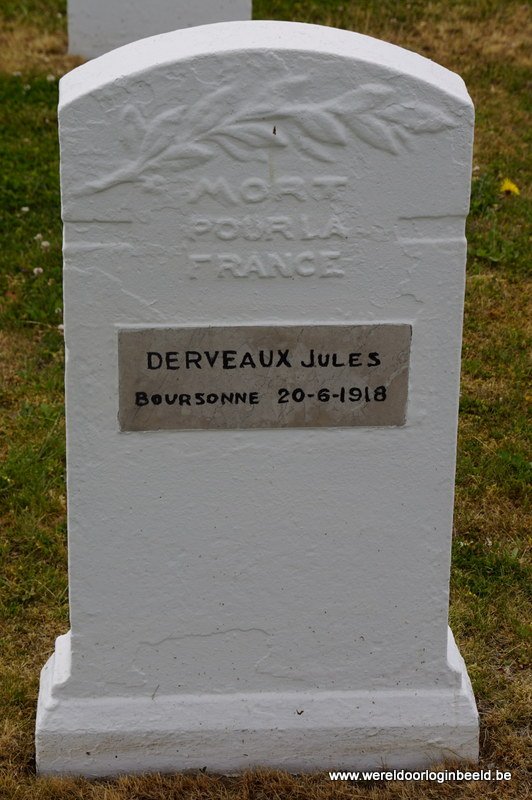 MORT
POUR LA
FRANCE
DERVEAUX JULES
BOURSONNE 20-6-1918
www.wereldoorloginbeeld.be